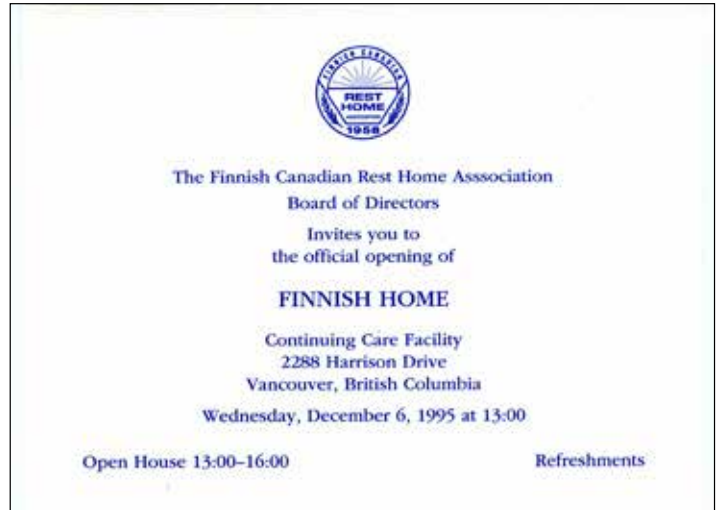 FINNISH CANADIAN
REST
HOME
ASSOCIATION
1958
The Finnish Canadian Rest Home Asssociation
Board of Directors
Invites you to
the official opening of
FINNISH HOME
Continuing Care Facility
2288 Harrison Drive
Vancouver, British Columbia
Wednesday, December 6, 1995 at 13:00
Open House 13:00–16:00 Refreshments